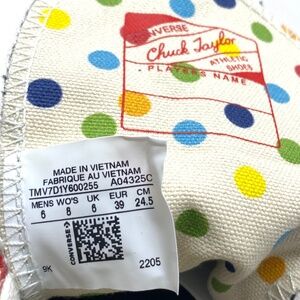 CONVERSE
Chuck Taylor
ATHLETIC
SHOES
PLAYERS NAME
MADE IN VIETNAM
FABRIQUE AU VIETNAM
TMV7D1Y600255 A04325C
MENS WO'S UK EUR CM
6 8 6 39 24.5
CONVERSE
9K 2205